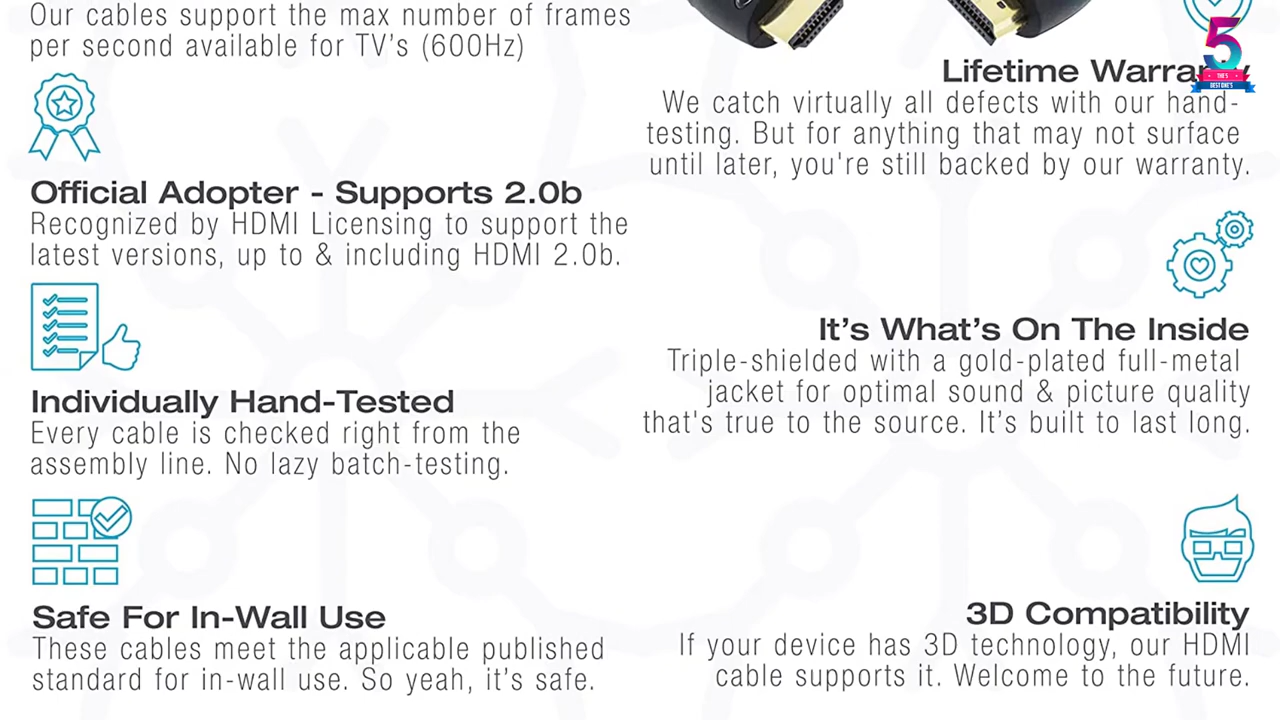 Our cables support the max number of frames
per second available for TV's (600Hz)
Official Adopter - Supports 2.0b
Recognized by HDMI Licensing to support the
latest versions, up to & including HDMI 2.0b.
Individually Hand-Tested
Every cable is checked right from the
assembly line. No lazy batch-testing.
Safe For In-Wall Use
These cables meet the applicable published
standard for in-wall use. So yeah, it's safe.
5
THE 5
BEST ONE'S
Lifetime
We catch virtually all defects with our hand-
testing. But for anything that may not surface
until later, you're still backed by our warranty.
It's What's On The Inside
Triple-shielded with a gold-plated full-metal
jacket for optimal sound & picture quality
that's true to the source. It's built to last long.
3D Compatibility
If your device has 3D technology, our HDMI
cable supports it. Welcome to the future.